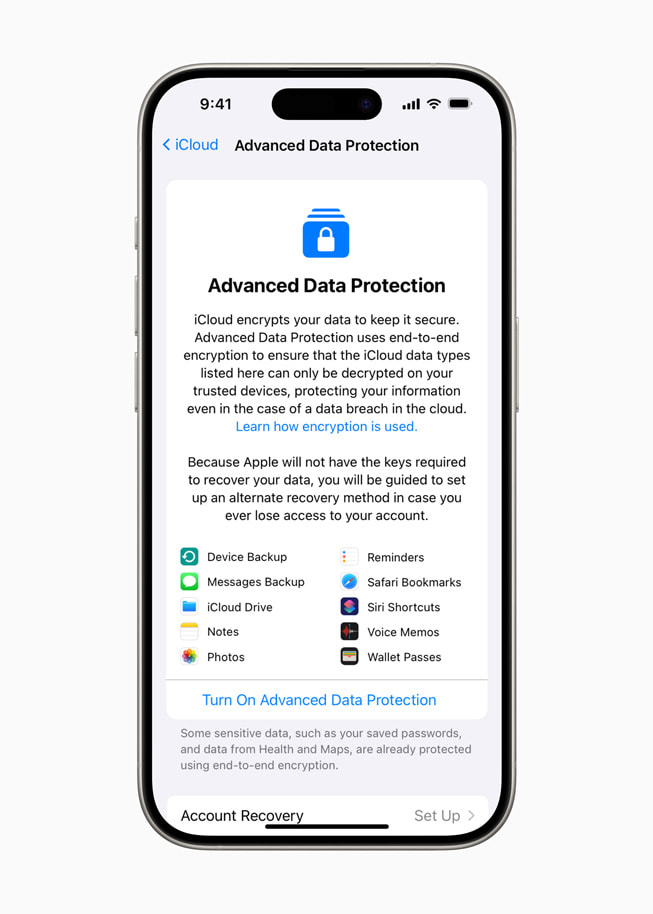 9:41
iCloud Advanced Data Protection
Advanced Data Protection
iCloud encrypts your data to keep it secure.
Advanced Data Protection uses end-to-end
encryption to ensure that the iCloud data types
listed here can only be decrypted on your
trusted devices, protecting your information
even in the case of a data breach in the cloud.
Learn how encryption is used.
Because Apple will not have the keys required
to recover your data, you will be guided to set
up an alternate recovery method in case you
ever lose access to your account.
Device Backup
Messages Backup
iCloud Drive
Notes
Photos
Reminders
Safari Bookmarks
Siri Shortcuts
Voice Memos
Wallet Passes
Turn On Advanced Data Protection
Some sensitive data, such as your saved passwords,
and data from Health and Maps, are already protected
using end-to-end encryption.
Account Recovery Set Up